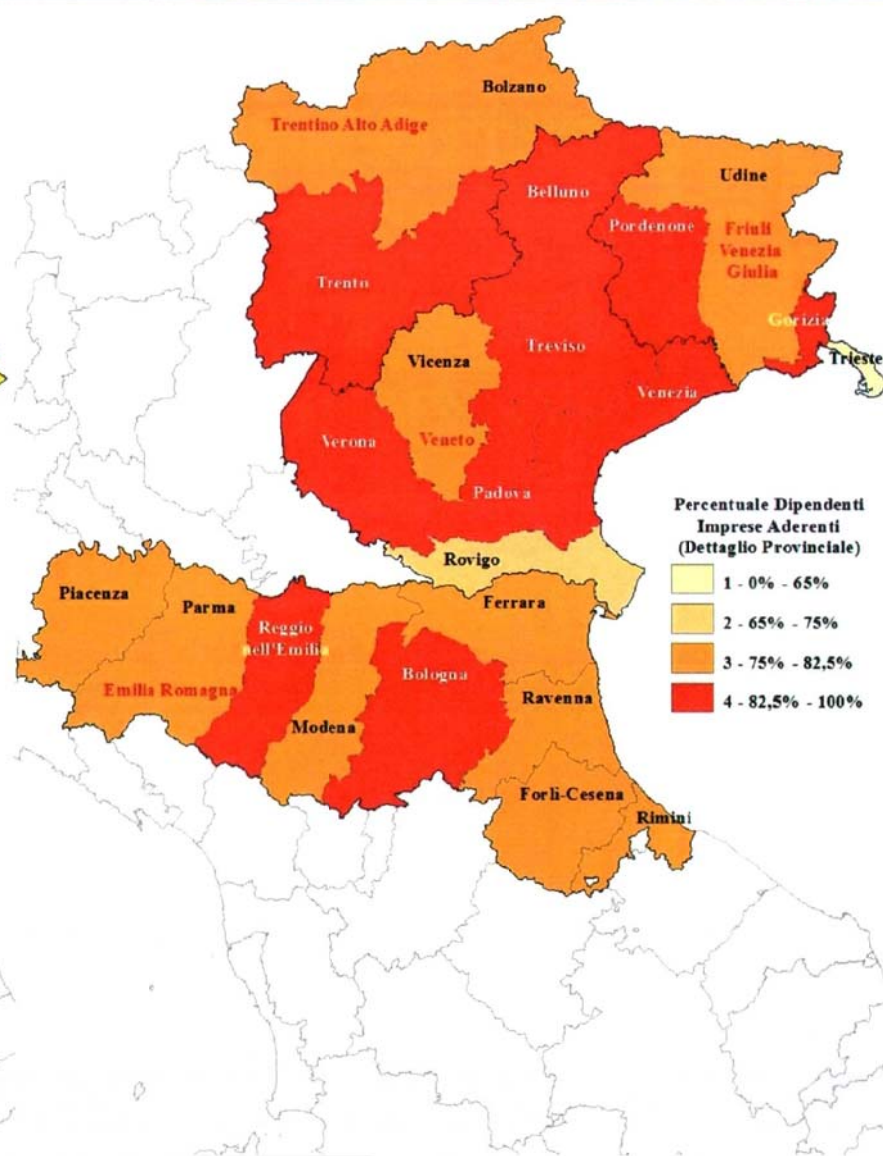 Bolzano
Trentino Alto Adige
Udine
Belluno
Pordenone
Friuli
Venezia
Giulia
Trento
Gorizia
Treviso
Trieste
Vicenza
Venezia
Verona
Veneto
Padova
Percentuale Dipendenti
Imprese Aderenti
(Dettaglio Provinciale)
1 - 0% - 65%
2 - 65% - 75%
3 - 75% - 82,5%
4 - 82,5% - 100%
Rovigo
Piacenza
Parma
Ferrara
Reggio
nell'Emilia
Bologna
Emilia Romagna
Ravenna
Modena
Forlì-Cesena
Rimini